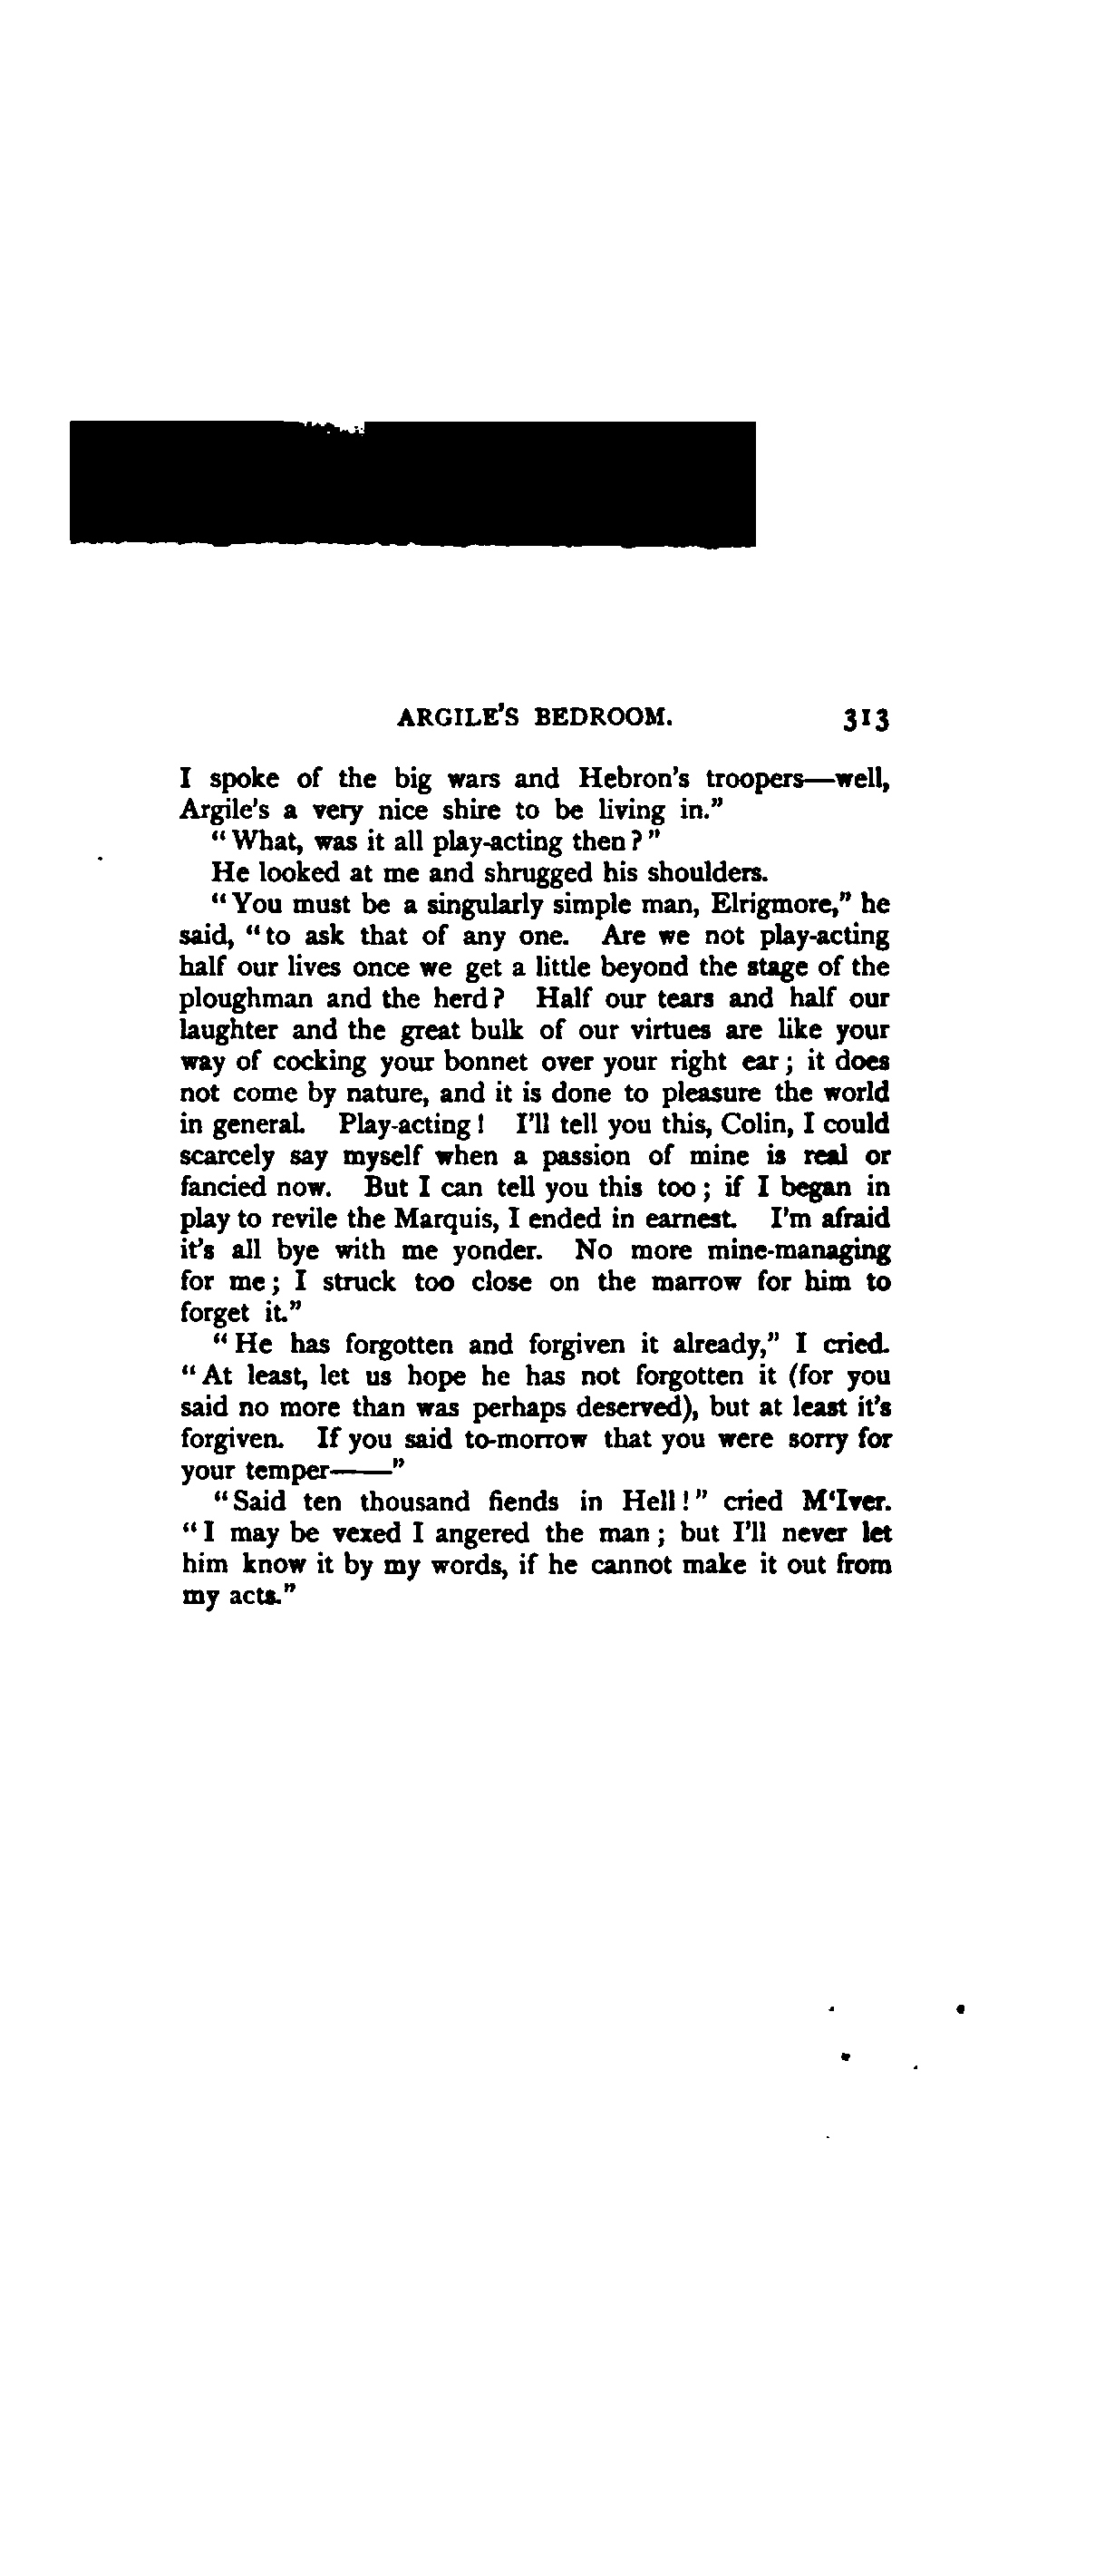 ARGILE'S BEDROOM. 313
I spoke of the big wars and Hebron's troopers—well,
Argile's a very nice shire to be living in."
"What, was it all play-acting then?"
He looked at me and shrugged his shoulders.
"You must be a singularly simple man, Elrigmore," he
said, "to ask that of any one. Are we not play-acting
half our lives once we get a little beyond the stage of the
ploughman and the herd? Half our tears and half our
laughter and the great bulk of our virtues are like your
way of cocking your bonnet over your right ear; it does
not come by nature, and it is done to pleasure the world
in general. Play-acting! I'll tell you this, Colin, I could
scarcely say myself when a passion of mine is real or
fancied now. But I can tell you this too; if I began in
play to revile the Marquis, I ended in earnest. I'm afraid
it's all bye with me yonder. No more mine-managing
for me; I struck too close on the marrow for him to
forget it."
"He has forgotten and forgiven it already," I cried.
"At least, let us hope he has not forgotten it (for you
said no more than was perhaps deserved), but at least it's
forgiven. If you said to-morrow that you were sorry for
your temper——"
"Said ten thousand fiends in Hell!" cried M'Iver.
"I may be vexed I angered the man; but I'll never let
him know it by my words, if he cannot make it out from
my acts."